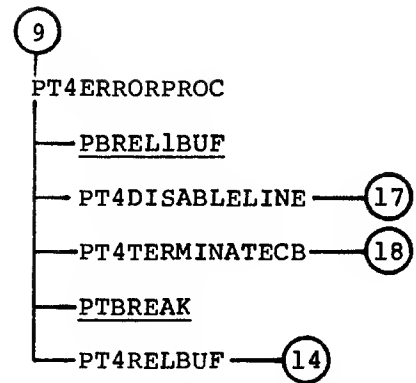 9
PT4ERRORPROC
PBREL1BUF
PT4DISABLELINE 17
PT4TERMINATECB 18
PTBREAK
PT4RELBUF 14